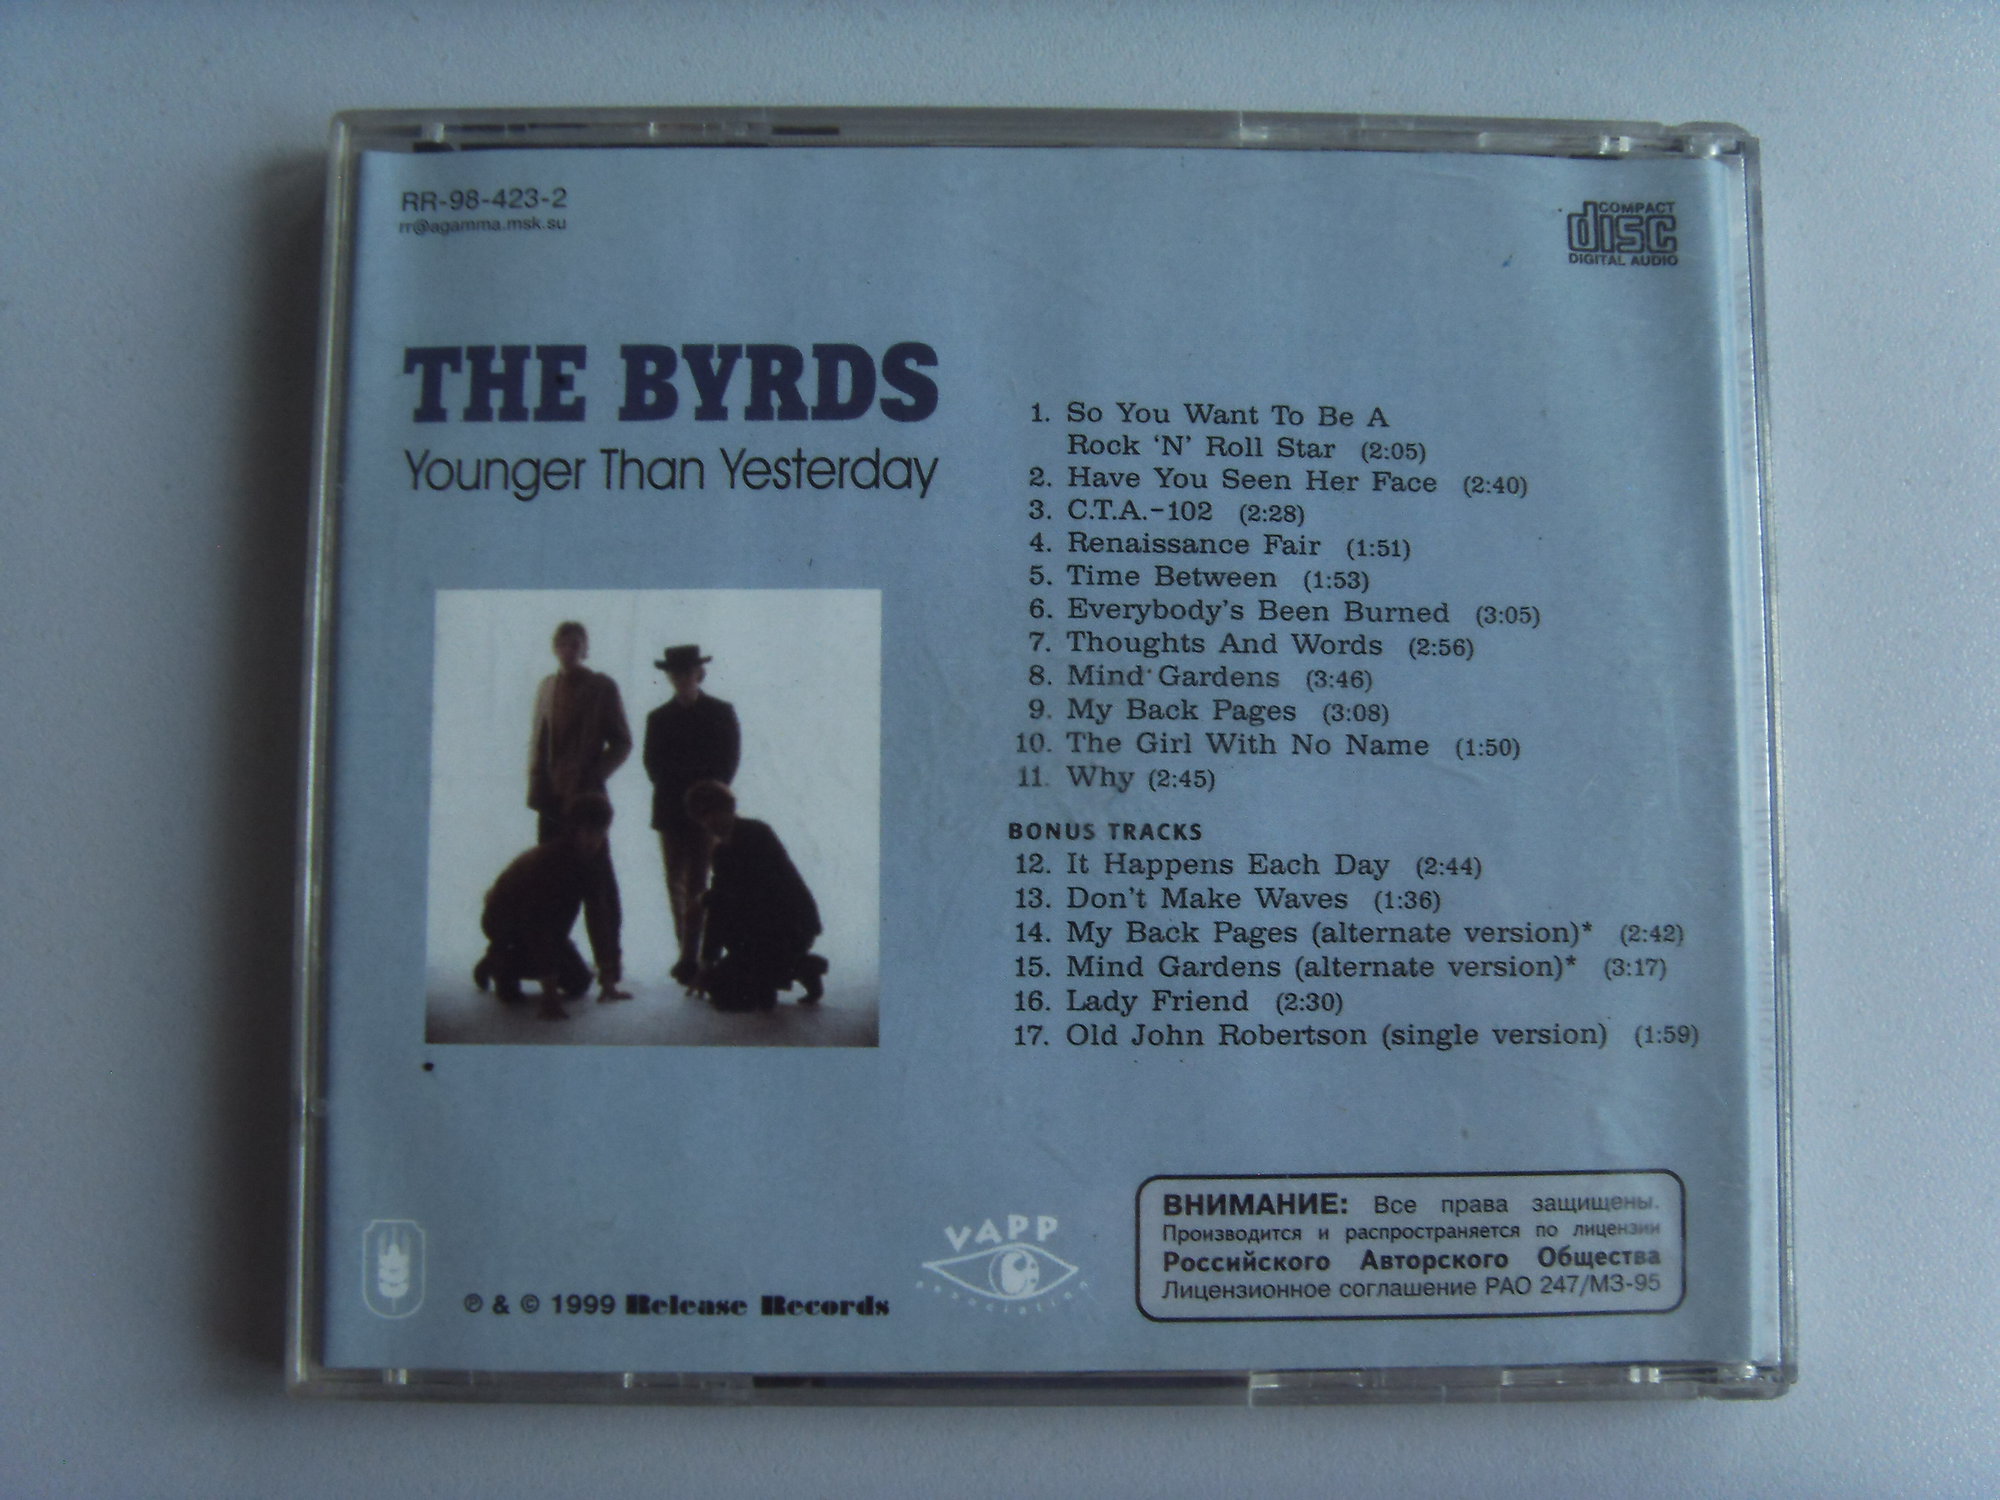 RR-98-423-2
rr@agamma.msk.su
COMPACT
disc
DIGITAL AUDIO
THE BYRDS
Younger Than Yesterday
1. So You Want To Be A
Rock 'N' Roll Star (2:05)
2. Have You Seen Her Face (2:40)
3. C.T.A.-102 (2:28)
4. Renaissance Fair (1:51)
5. Time Between (1:53)
6. Everybody's Been Burned (3:05)
7. Thoughts And Words (2:56)
8. Mind Gardens (3:46)
9. My Back Pages (3:08)
10. The Girl With No Name (1:50)
11. Why (2:45)
BONUS TRACKS
12. It Happens Each Day (2:44)
13. Don't Make Waves (1:36)
14. My Back Pages (alternate version)* (2:42)
15. Mind Gardens (alternate version)* (3:17)
16. Lady Friend (2:30)
17. Old John Robertson (single version) (1:59)
℗ & © 1999 Release Records
VAPP
association
ВНИМАНИЕ: Все права защищены.
Производится и распространяется по лицензии
Российского Авторского Общества
Лицензионное соглашение РАО 247/МЗ-95